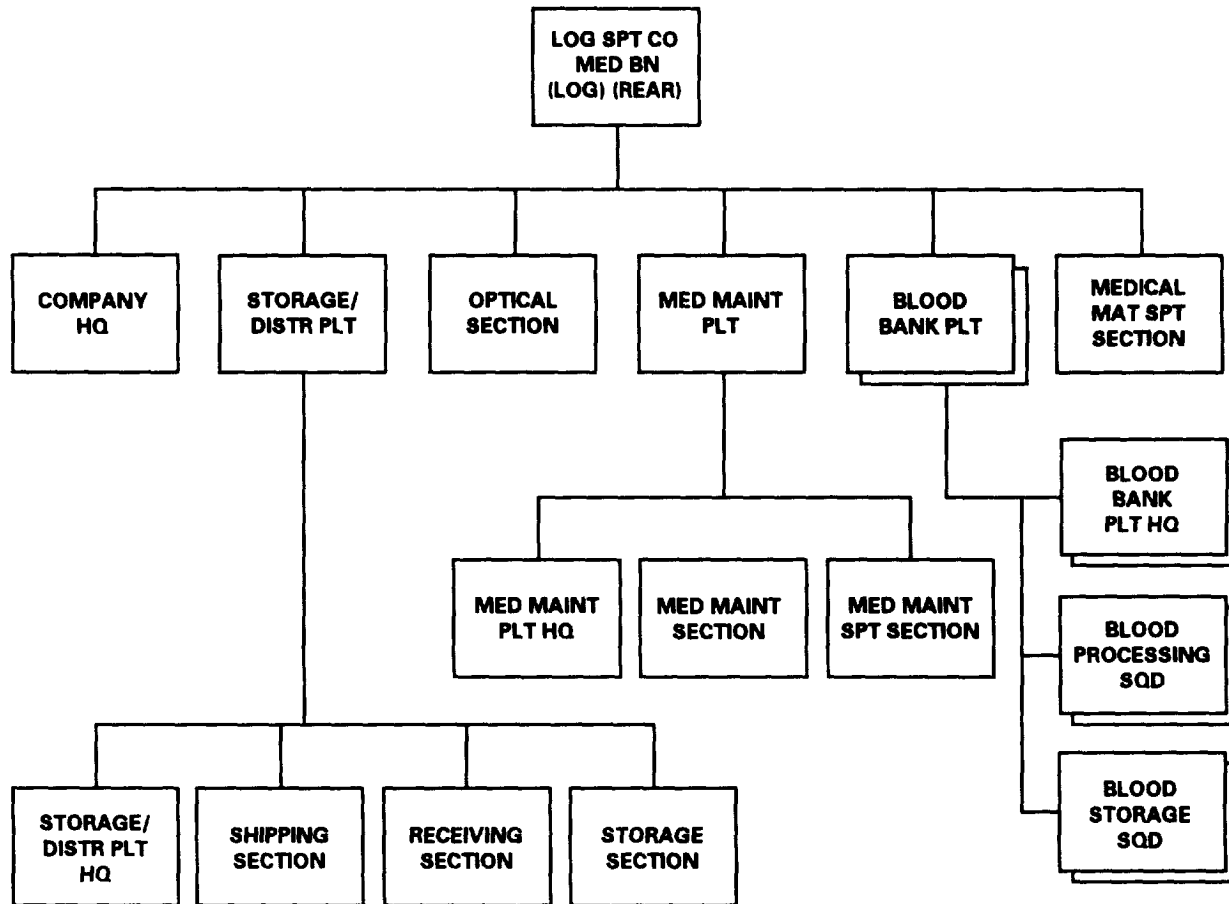 LOG SPT CO
MED BN
(LOG) (REAR)
COMPANY
HQ
STORAGE/
DISTR PLT
OPTICAL
SECTION
MED MAINT
PLT
BLOOD
BANK PLT
MEDICAL
MAT SPT
SECTION
BLOOD
BANK
PLT HQ
MED MAINT
PLT HQ
MED MAINT
SECTION
MED MAINT
SPT SECTION
BLOOD
PROCESSING
SQD
STORAGE/
DISTR PLT
HQ
SHIPPING
SECTION
RECEIVING
SECTION
STORAGE
SECTION
BLOOD
STORAGE
SQD